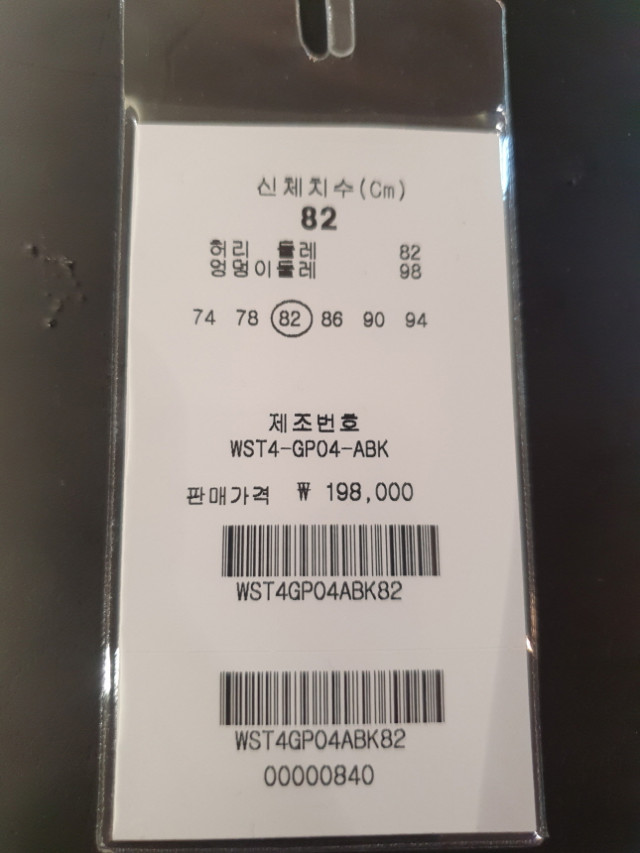 신체치수(Cm)
82
허리 둘레 82
엉덩이둘레 98
74 78 82 86 90 94
제조번호
WST4-GP04-ABK
판매가격 ₩ 198,000
WST4GP04ABK82
WST4GP04ABK82
00000840